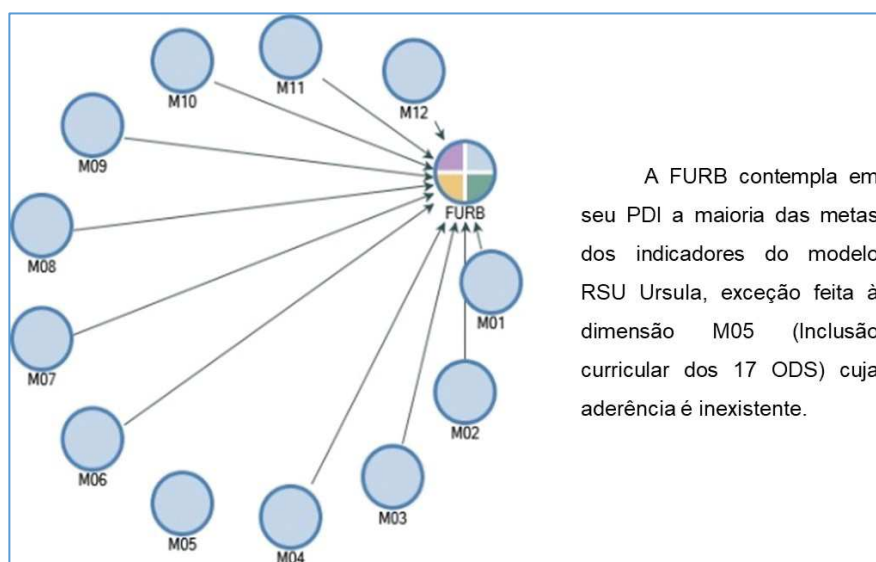 M11
M10
M12
M09
FURB
M08
M01
M07
M02
M06
M03
M05
M04
A FURB contempla em
seu PDI a maioria das metas
dos indicadores do modelo
RSU Ursula, exceção feita à
dimensão M05 (Inclusão
curricular dos 17 ODS) cuja
aderência é inexistente.